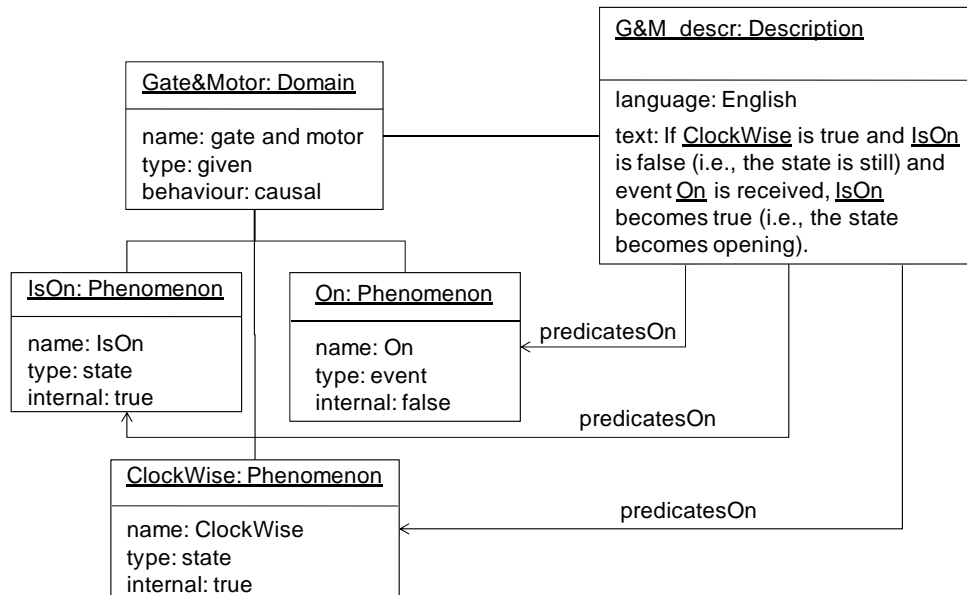 G&M_descr: Description
language: English
text: If ClockWise is true and IsOn
is false (i.e., the state is still) and
event On is received, IsOn
becomes true (i.e., the state
becomes opening).
Gate&Motor: Domain
name: gate and motor
type: given
behaviour: causal
IsOn: Phenomenon
name: IsOn
type: state
internal: true
On: Phenomenon
name: On
type: event
internal: false
predicatesOn
predicatesOn
ClockWise: Phenomenon
name: ClockWise
type: state
internal: true
predicatesOn